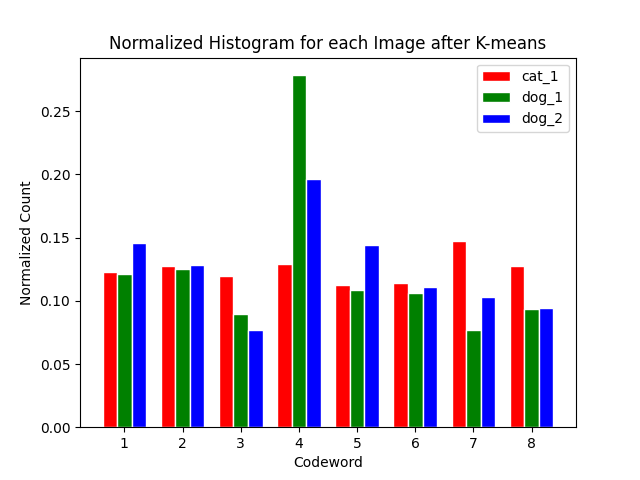 Normalized Histogram for each Image after K-means
cat_1
dog_1
dog_2
Normalized Count
0.25
0.20
0.15
0.10
0.05
0.00
1 2 3 4 5 6 7 8
Codeword